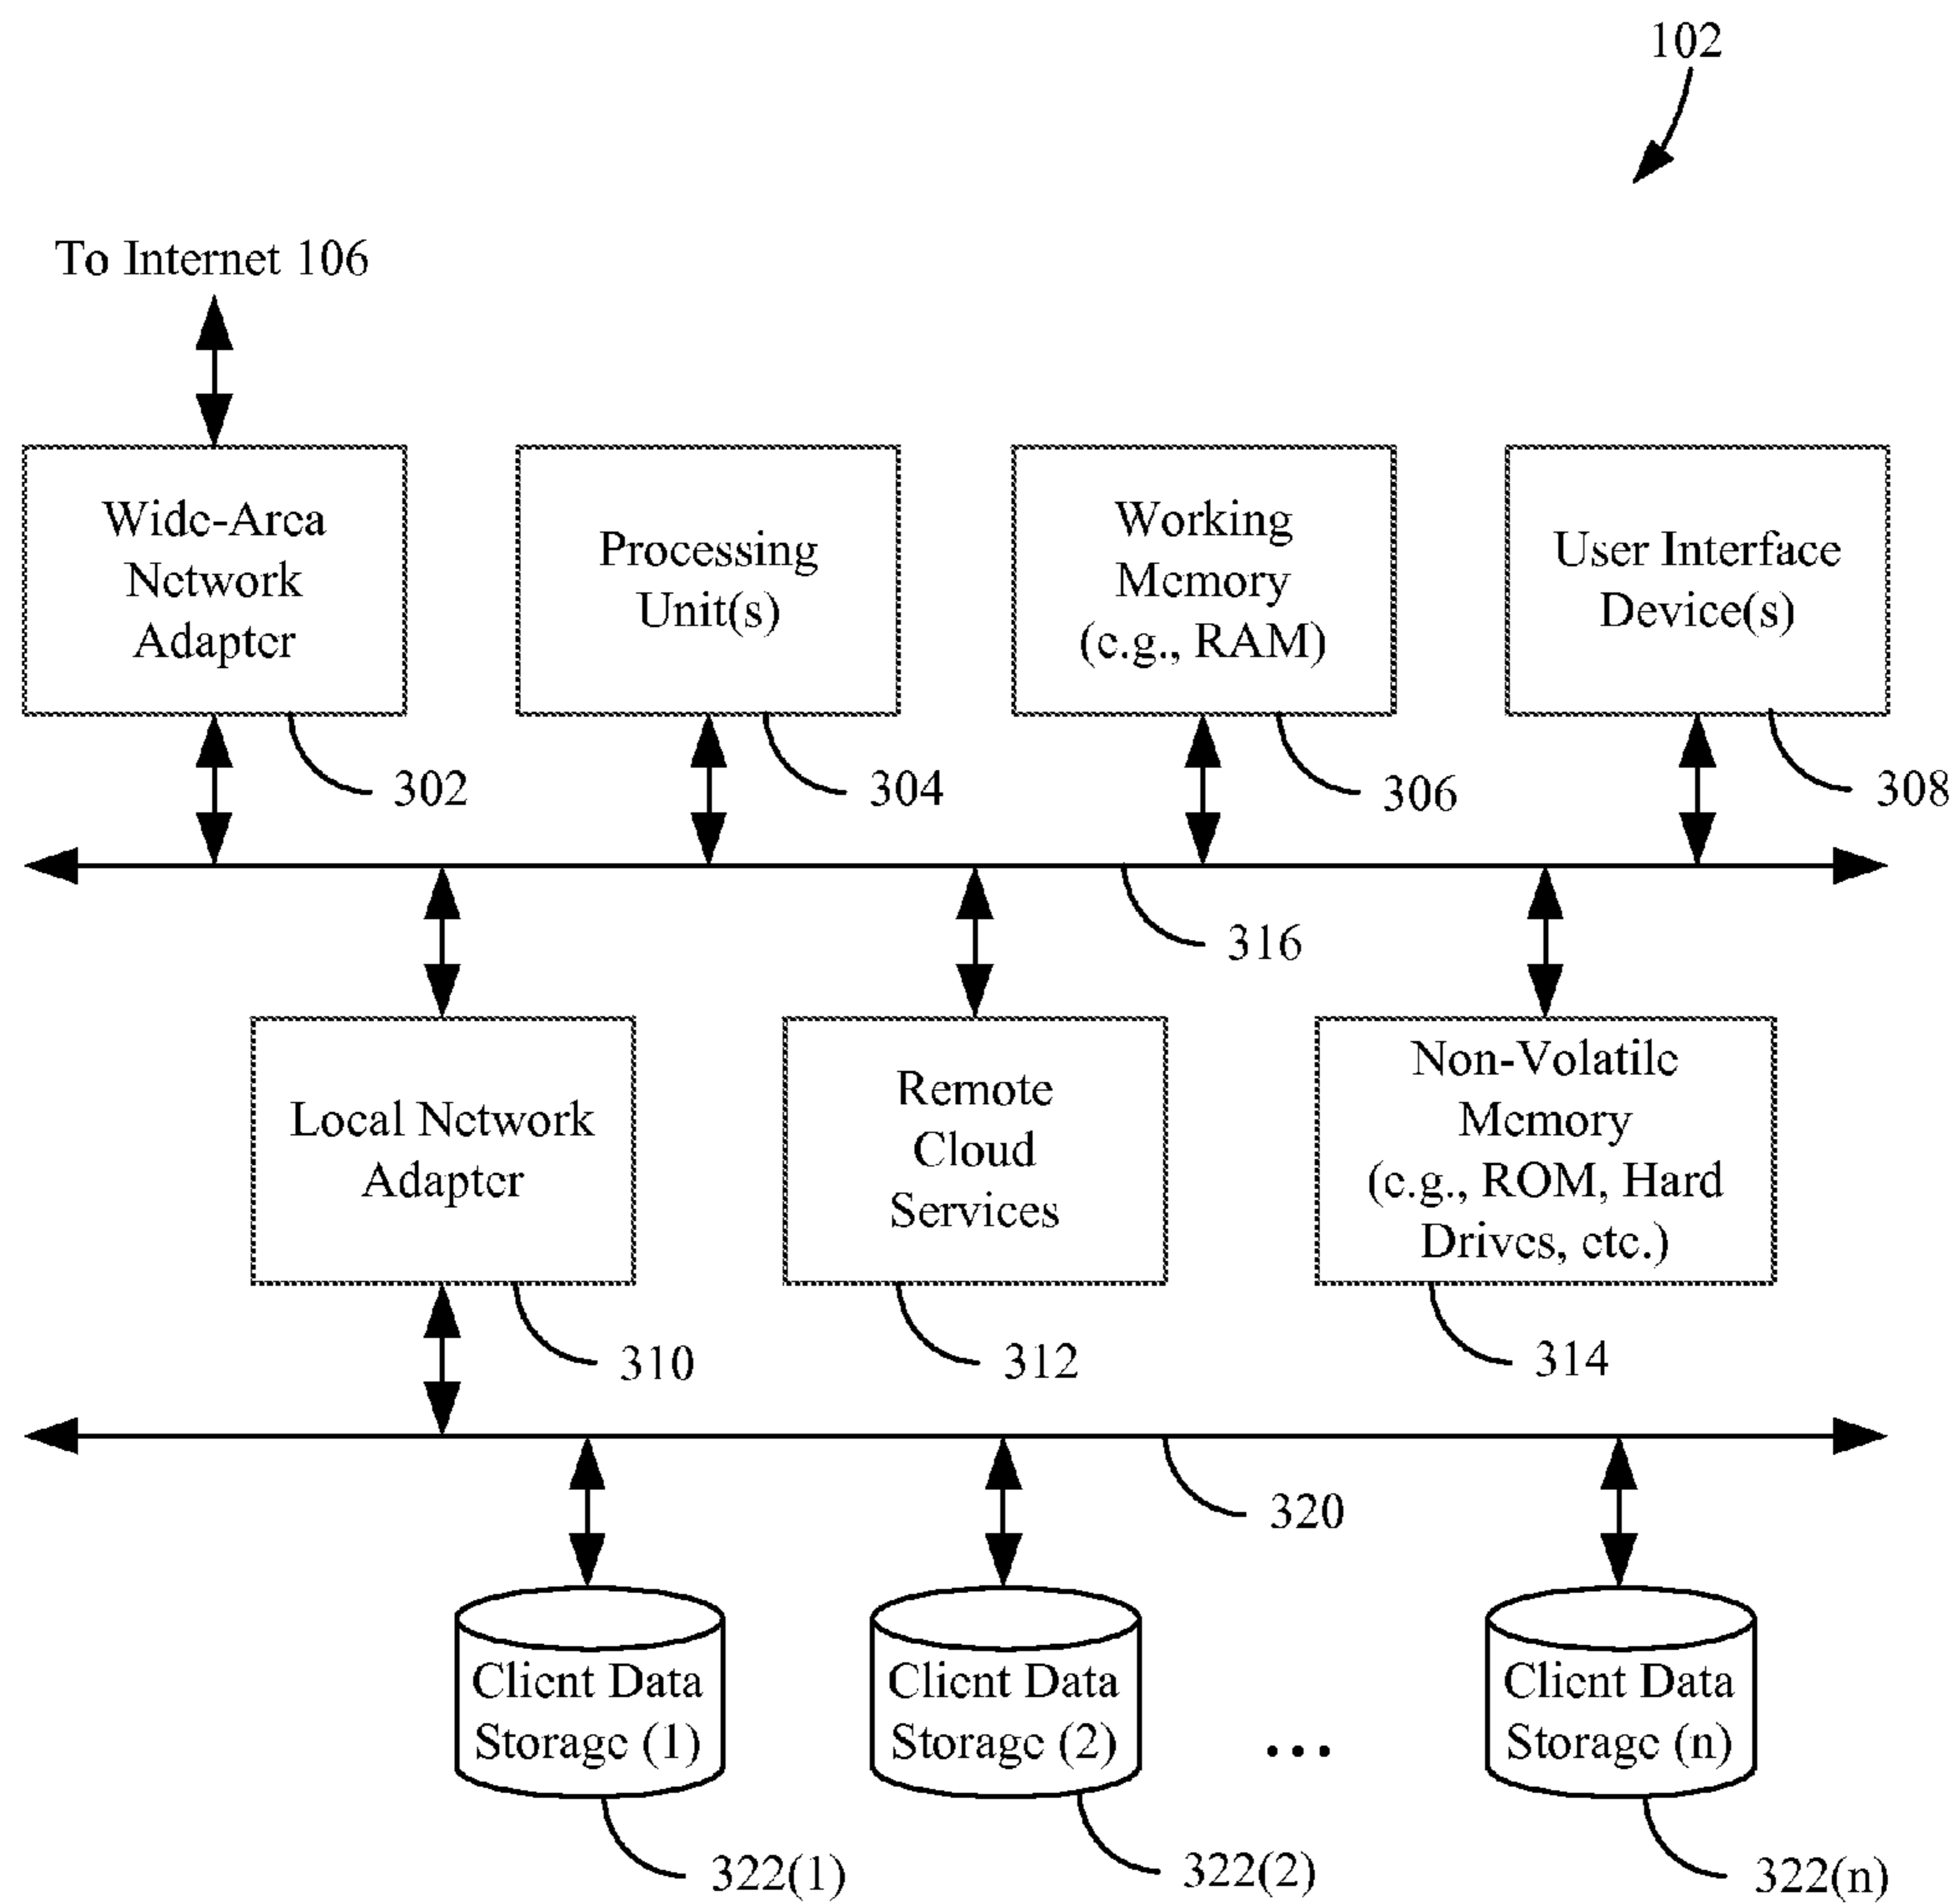 102
To Internet 106
Wide-Area
Network
Adapter
Processing
Unit(s)
Working
Memory
(e.g., RAM)
User Interface
Device(s)
302
304
306
308
316
Local Network
Adapter
Remote
Cloud
Services
Non-Volatile
Memory
(e.g., ROM, Hard
Drives, etc.)
310
312
314
320
Client Data
Storage (1)
Client Data
Storage (2)
...
Client Data
Storage (n)
322(1)
322(2)
322(n)